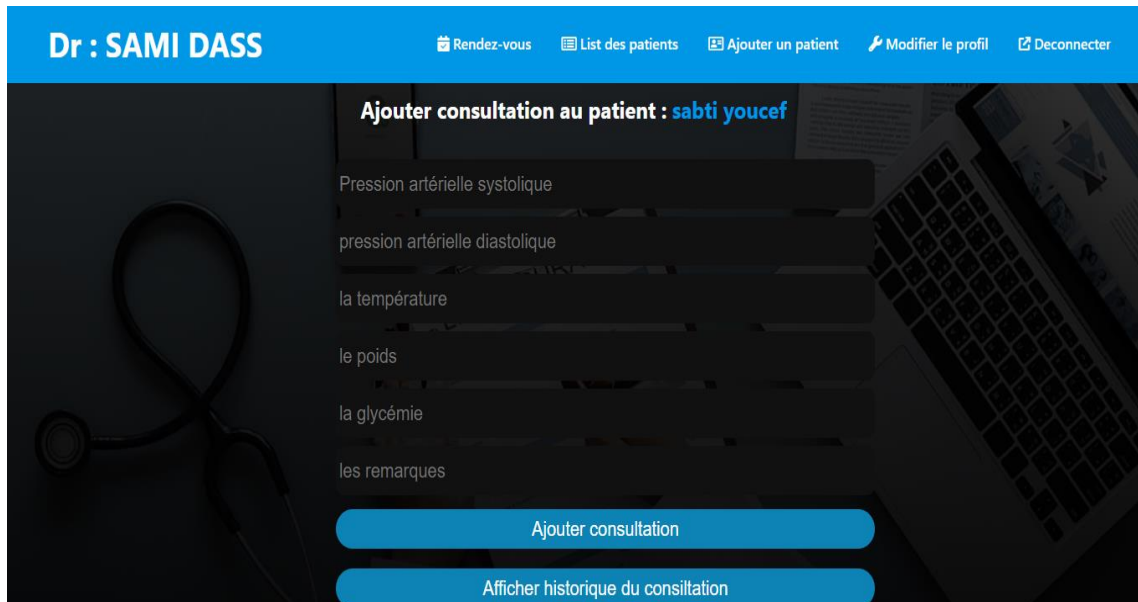 Dr : SAMI DASS
Rendez-vous
List des patients
Ajouter un patient
Modifier le profil
Deconnecter
Ajouter consultation au patient : sabti youcef
Pression artérielle systolique
pression artérielle diastolique
la température
le poids
la glycémie
les remarques
Ajouter consultation
Afficher historique du consiltation